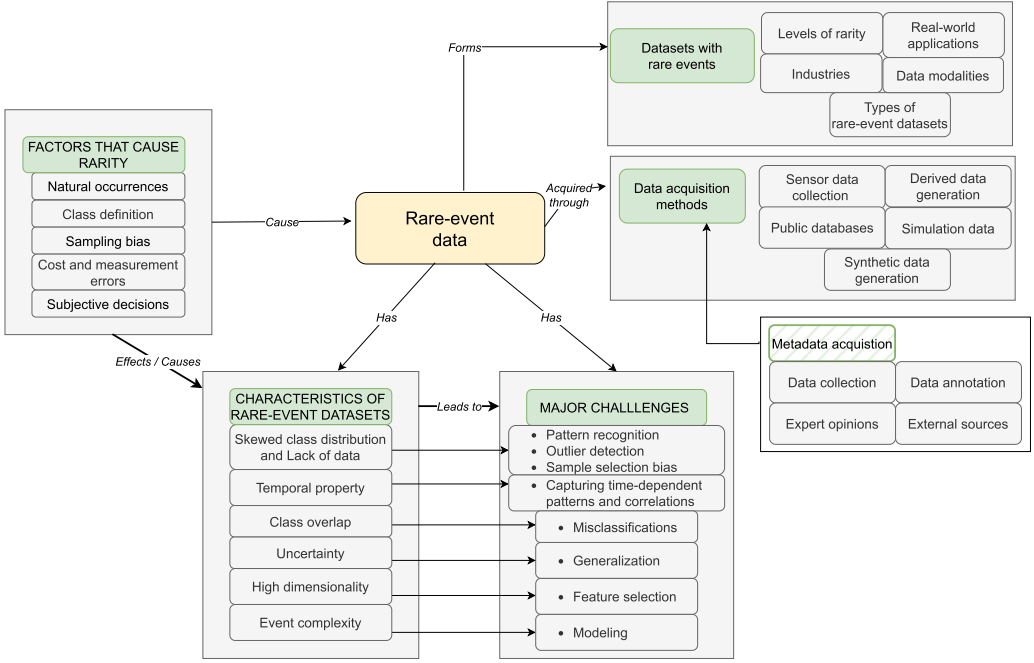 Forms
Datasets with
rare events
Levels of rarity
Real-world
applications
Industries
Data modalities
Types of
rare-event datasets
FACTORS THAT CAUSE
RARITY
Natural occurrences
Class definition
Sampling bias
Cost and measurement
errors
Subjective decisions
Cause
Rare-event
data
Acquired
through
Data acquisition
methods
Sensor data
collection
Derived data
generation
Public databases
Simulation data
Synthetic data
generation
Has
Has
Metadata acquistion
Data collection
Data annotation
Expert opinions
External sources
Effects / Causes
CHARACTERISTICS OF
RARE-EVENT DATASETS
Skewed class distribution
and Lack of data
Temporal property
Class overlap
Uncertainty
High dimensionality
Event complexity
Leads to
MAJOR CHALLLENGES
• Pattern recognition
• Outlier detection
• Sample selection bias
• Capturing time-dependent
patterns and correlations
• Misclassifications
• Generalization
• Feature selection
• Modeling